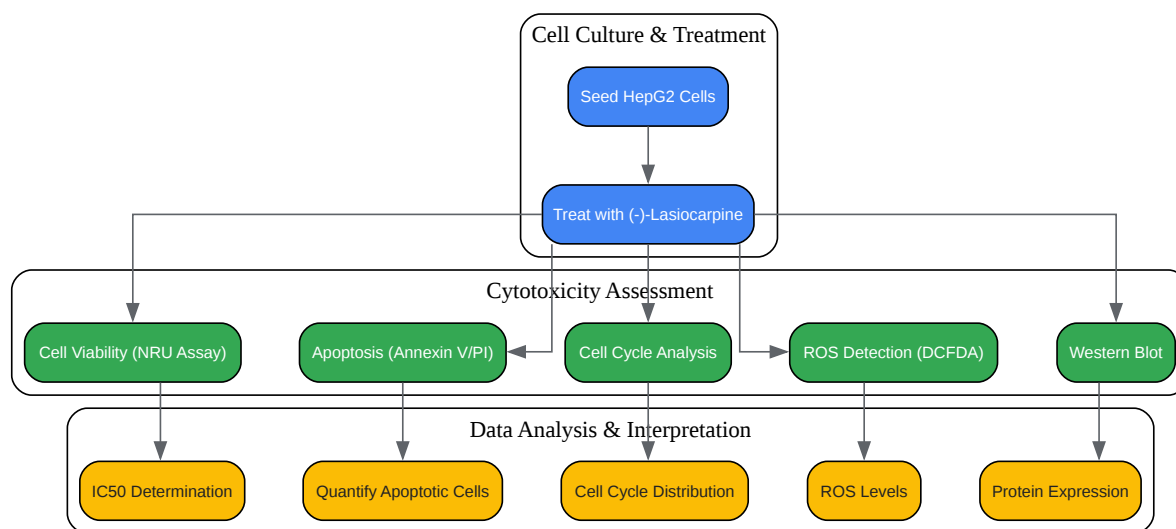 Cell Culture & Treatment
Seed HepG2 Cells
Treat with (-)-Lasiocarpine
Cytotoxicity Assessment
Cell Viability (NRU Assay)
Apoptosis (Annexin V/PI)
Cell Cycle Analysis
ROS Detection (DCFDA)
Western Blot
Data Analysis & Interpretation
IC50 Determination
Quantify Apoptotic Cells
Cell Cycle Distribution
ROS Levels
Protein Expression